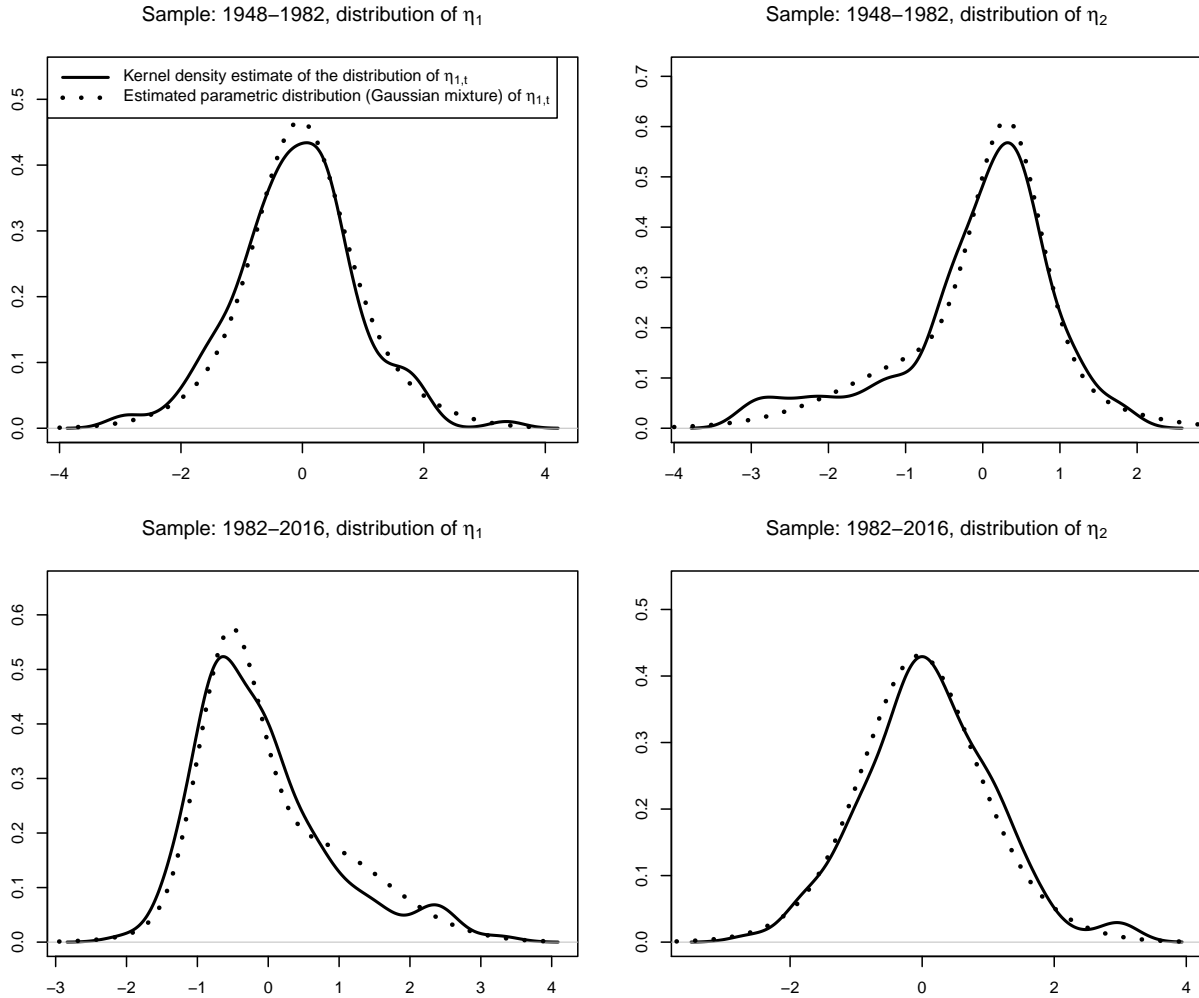 Sample: 1948−1982, distribution of η1
Kernel density estimate of the distribution of η1,t
Estimated parametric distribution (Gaussian mixture) of η1,t
0.0 0.1 0.2 0.3 0.4 0.5
−4 −2 0 2 4
Sample: 1948−1982, distribution of η2
0.0 0.1 0.2 0.3 0.4 0.5 0.6 0.7
−4 −3 −2 −1 0 1 2
Sample: 1982−2016, distribution of η1
0.0 0.1 0.2 0.3 0.4 0.5 0.6
−3 −2 −1 0 1 2 3 4
Sample: 1982−2016, distribution of η2
0.0 0.1 0.2 0.3 0.4 0.5
−2 0 2 4